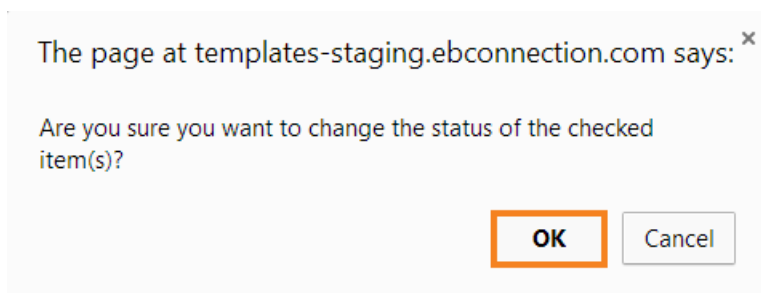 The page at templates-staging.ebconnection.com says:
Are you sure you want to change the status of the checked
item(s)?
OK
Cancel